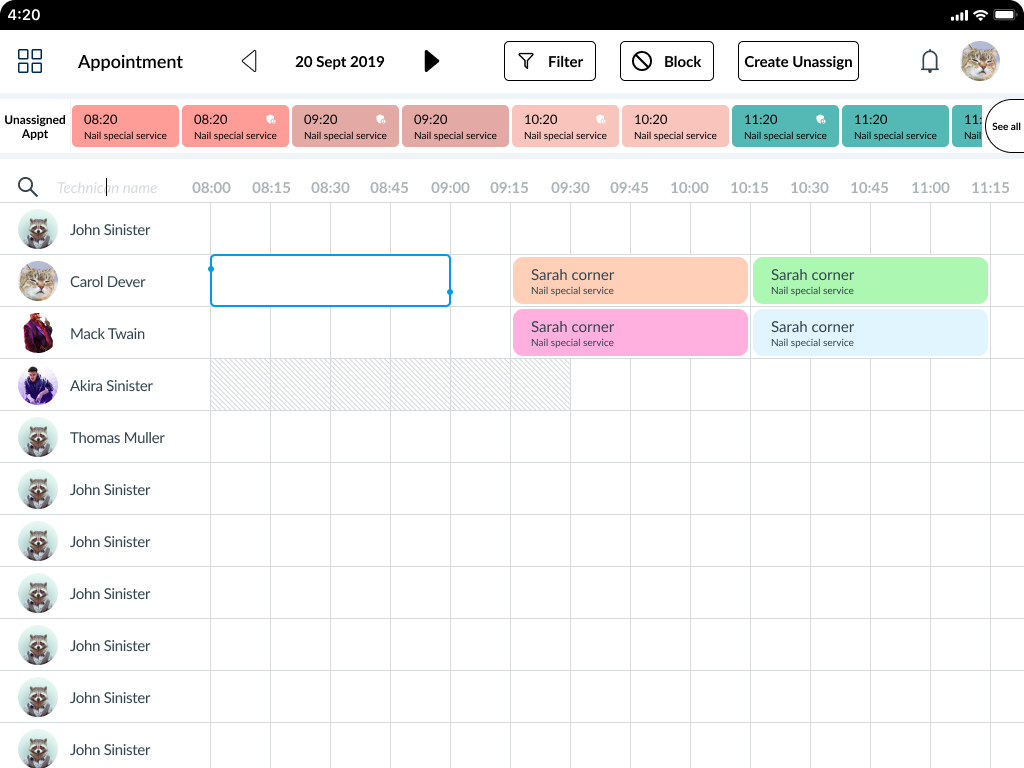 4:20
Appointment
20 Sept 2019
Filter
Block
Create Unassign
Unassigned
Appt
08:20
Nail special service
08:20
Nail special service
09:20
Nail special service
09:20
Nail special service
10:20
Nail special service
10:20
Nail special service
11:20
Nail special service
11:20
Nail special service
11:
Nail
See all
Technician name
08:00 08:15 08:30 08:45 09:00 09:15 09:30 09:45 10:00 10:15 10:30 10:45 11:00 11:15
John Sinister
Carol Dever
Sarah corner
Nail special service
Sarah corner
Nail special service
Mack Twain
Sarah corner
Nail special service
Sarah corner
Nail special service
Akira Sinister
Thomas Muller
John Sinister
John Sinister
John Sinister
John Sinister
John Sinister
John Sinister